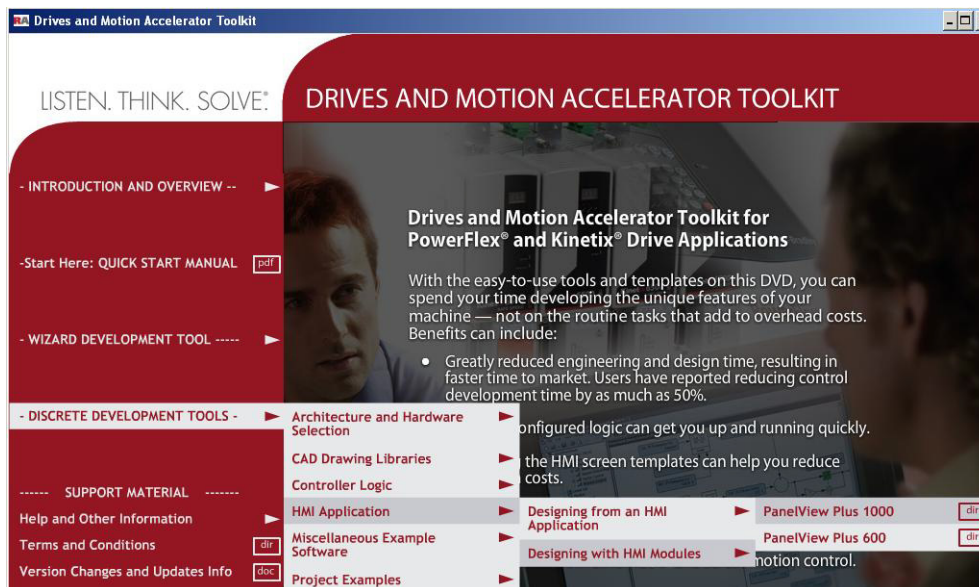 RA Drives and Motion Accelerator Toolkit
LISTEN. THINK. SOLVE.®
DRIVES AND MOTION ACCELERATOR TOOLKIT
- INTRODUCTION AND OVERVIEW --
-Start Here: QUICK START MANUAL pdf
- WIZARD DEVELOPMENT TOOL -----
- DISCRETE DEVELOPMENT TOOLS -
------ SUPPORT MATERIAL -------
Help and Other Information
Terms and Conditions dir
Version Changes and Updates Info doc
Drives and Motion Accelerator Toolkit for
PowerFlex® and Kinetix® Drive Applications
With the easy-to-use tools and templates on this DVD, you can
spend your time developing the unique features of your
machine — not on the routine tasks that add to overhead costs.
Benefits can include:
• Greatly reduced engineering and design time, resulting in
faster time to market. Users have reported reducing control
development time by as much as 50%.
onfigured logic can get you up and running quickly.
the HMI screen templates can help you reduce
costs.
motion control.
Architecture and Hardware
Selection
CAD Drawing Libraries
Controller Logic
HMI Application
Miscellaneous Example
Software
Project Examples
Designing from an HMI
Application
Designing with HMI Modules
PanelView Plus 1000 dir
PanelView Plus 600 dir